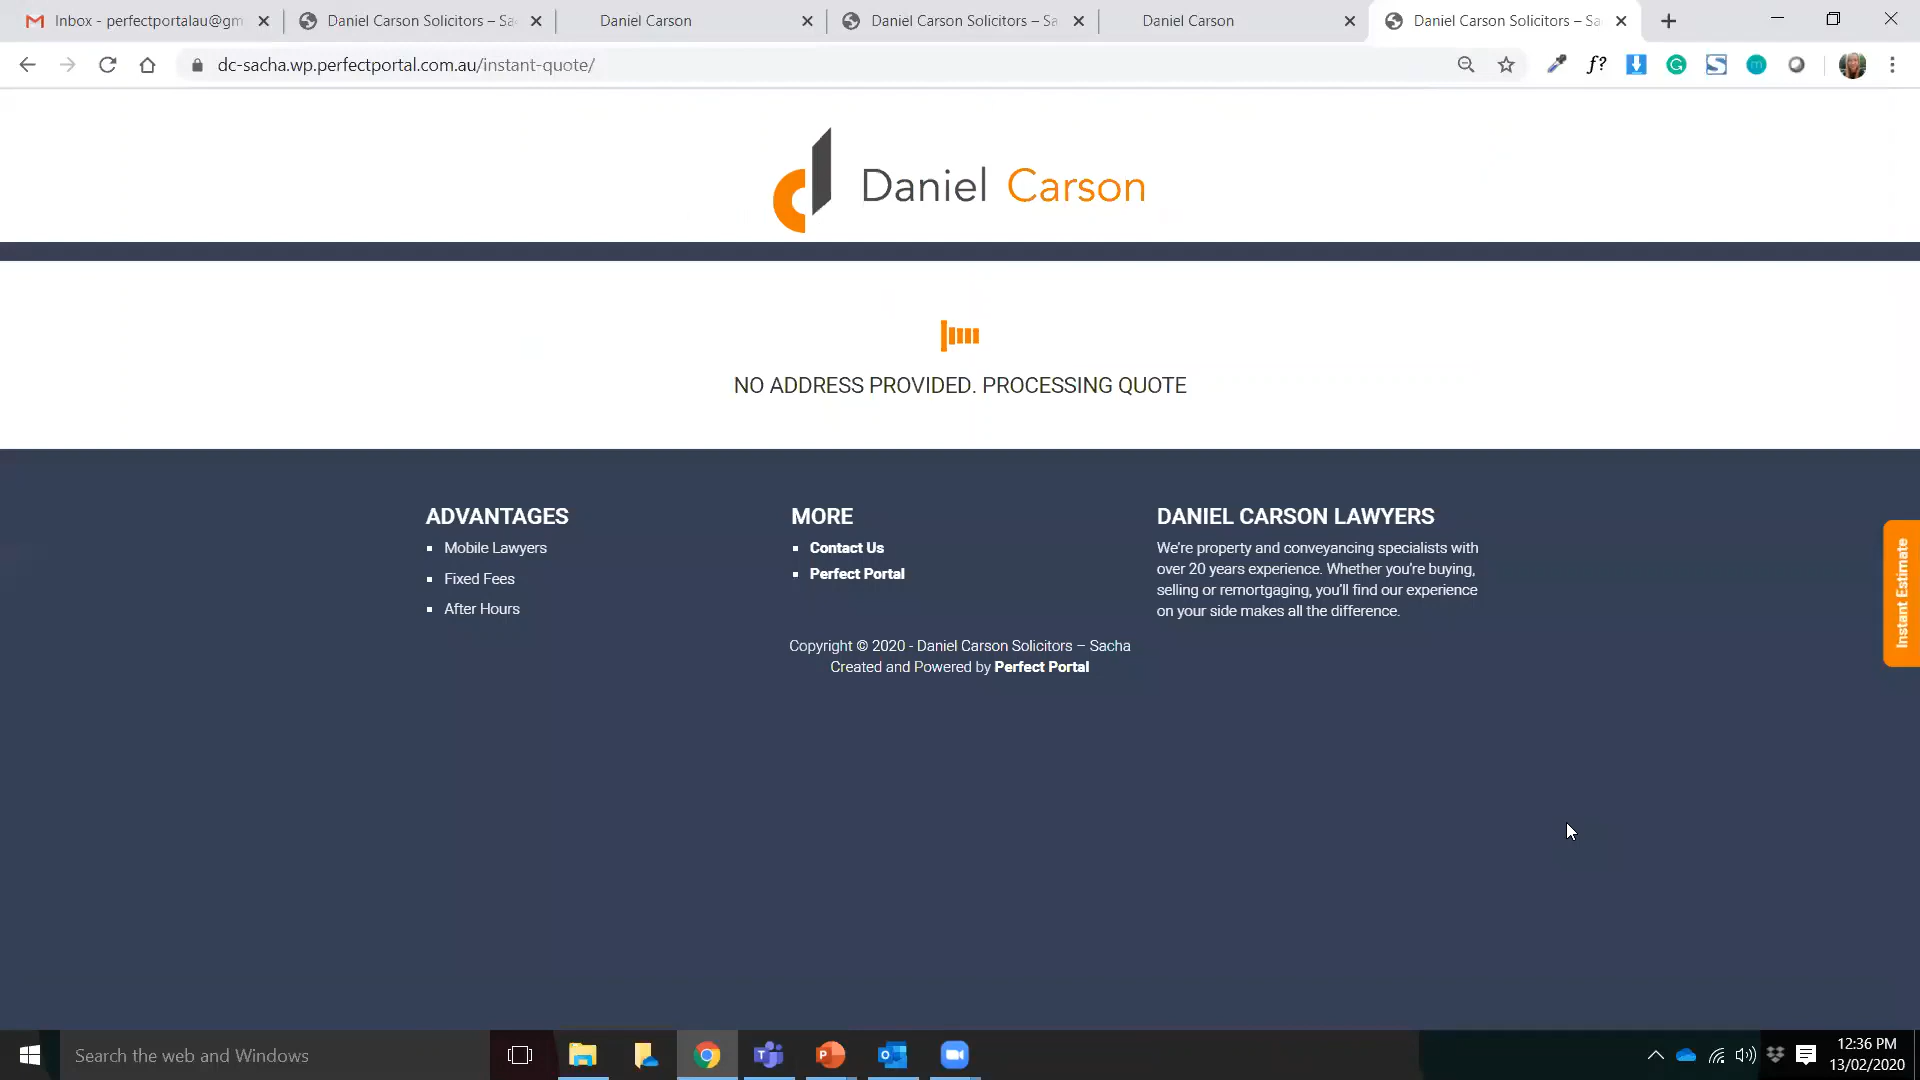 Inbox - perfectportalau@gm
Daniel Carson Solicitors – Sa
Daniel Carson
Daniel Carson Solicitors – Sa
Daniel Carson
Daniel Carson Solicitors – Sa
dc-sacha.wp.perfectportal.com.au/instant-quote/
f?
Daniel Carson
NO ADDRESS PROVIDED. PROCESSING QUOTE
ADVANTAGES
Mobile Lawyers
Fixed Fees
After Hours
MORE
Contact Us
Perfect Portal
DANIEL CARSON LAWYERS
We're property and conveyancing specialists with
over 20 years experience. Whether you're buying,
selling or remortgaging, you'll find our experience
on your side makes all the difference.
Instant Estimate
Copyright © 2020 - Daniel Carson Solicitors – Sacha
Created and Powered by Perfect Portal
Search the web and Windows
12:36 PM
13/02/2020